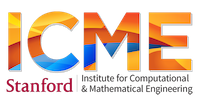 ICME
Stanford
Institute for Computational
& Mathematical Engineering